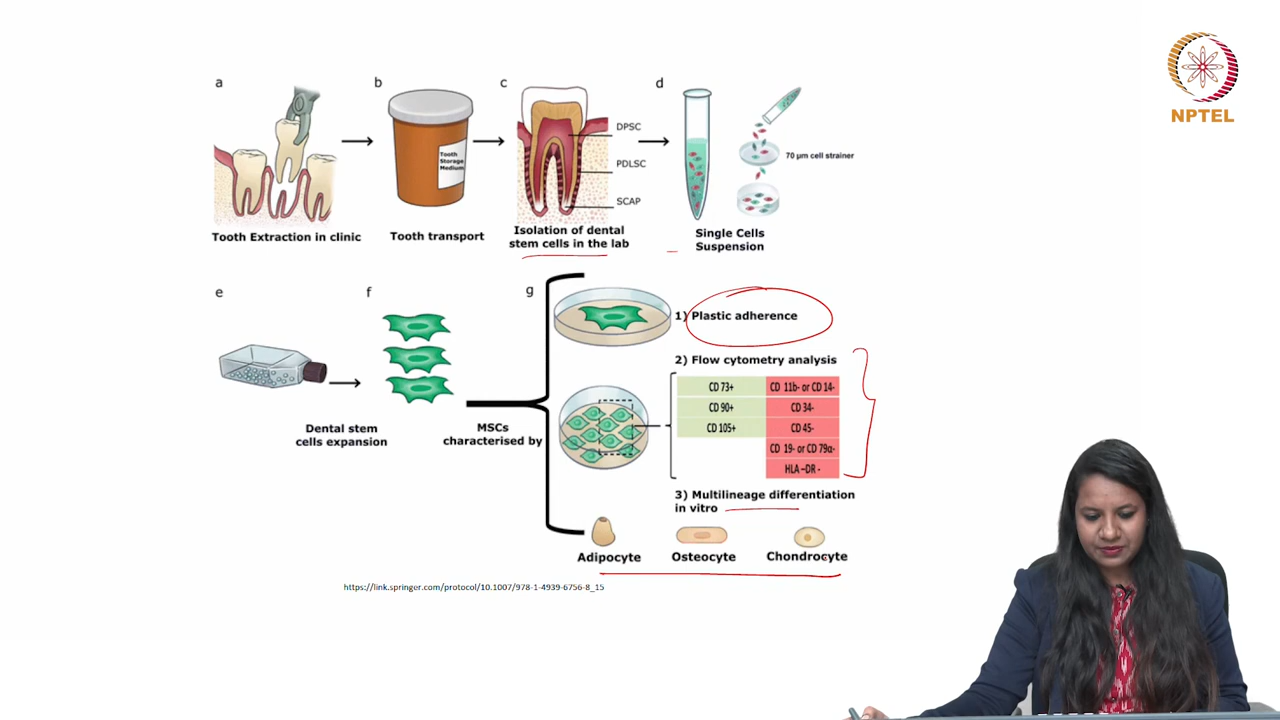 NPTEL
a
b
c
d
Tooth
Storage
Medium
DPSC
PDLSC
SCAP
70 µm cell strainer
Tooth Extraction in clinic
Tooth transport
Isolation of dental
stem cells in the lab
Single Cells
Suspension
e
f
g
Dental stem
cells expansion
MSCs
characterised by
1) Plastic adherence
2) Flow cytometry analysis
CD 73+
CD 11b- or CD 14-
CD 90+
CD 34-
CD 105+
CD 45-
CD 19- or CD 79α-
HLA –DR -
3) Multilineage differentiation
in vitro
Adipocyte
Osteocyte
Chondrocyte
https://link.springer.com/protocol/10.1007/978-1-4939-6756-8_15